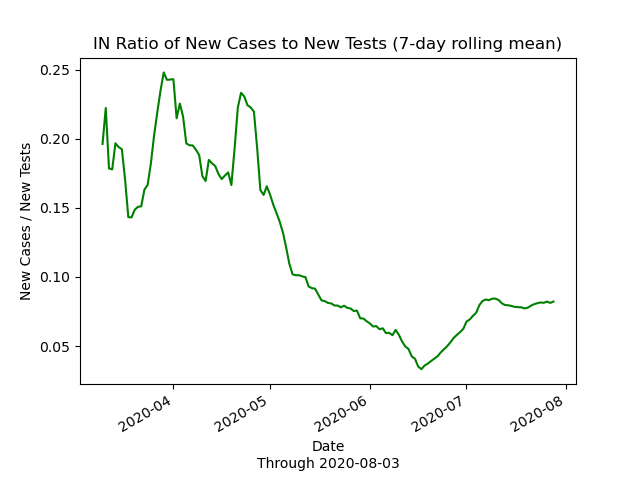 IN Ratio of New Cases to New Tests (7-day rolling mean)
0.25
0.20
0.15
0.10
0.05
New Cases / New Tests
2020-04
2020-05
2020-06
2020-07
2020-08
Date
Through 2020-08-03